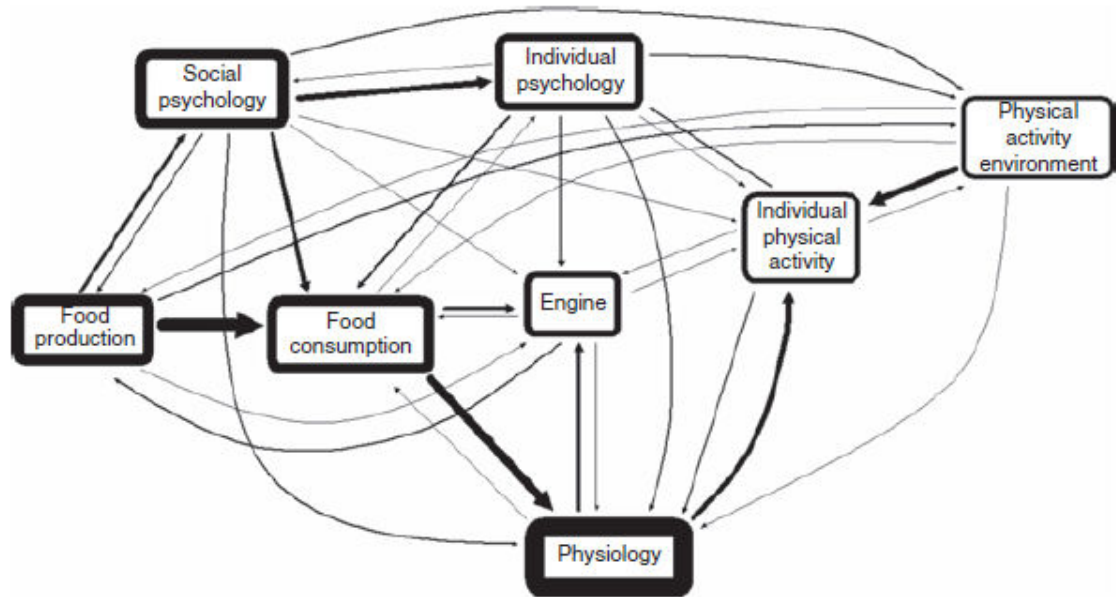 Social
psychology
Individual
psychology
Physical
activity
environment
Individual
physical
activity
Food
production
Food
consumption
Engine
Physiology